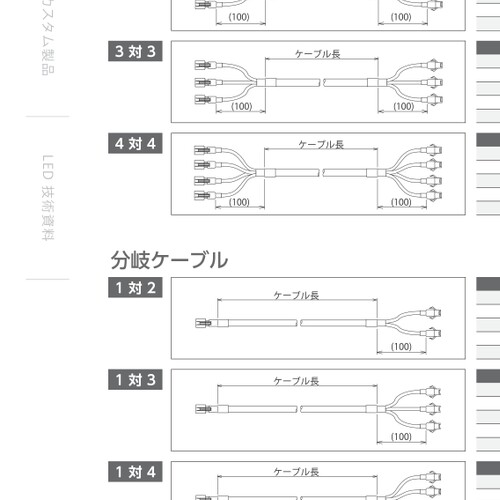 カスタム製品
LED 技術資料
(100)
(100)
3対3
ケーブル長
(100)
(100)
4対4
ケーブル長
(100)
(100)
分岐ケーブル
1対2
ケーブル長
(100)
1対3
ケーブル長
(100)
1対4
ケーブル長